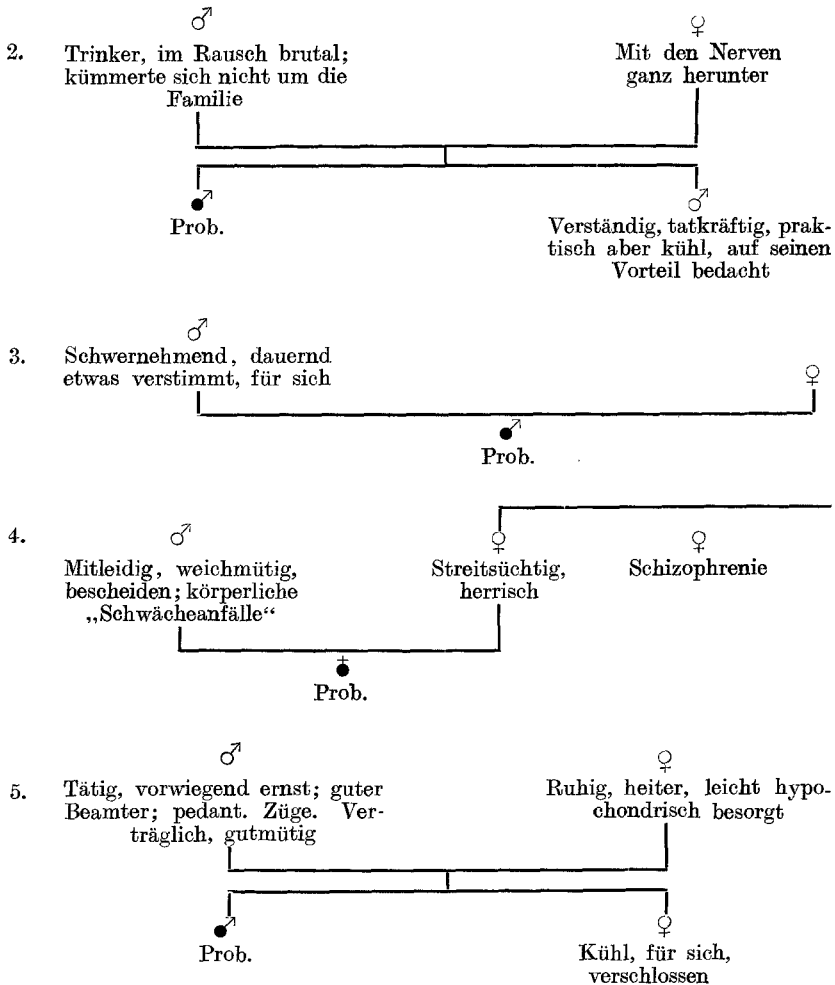 ♂ ♀
2. Trinker, im Rausch brutal; Mit den Nerven
kümmerte sich nicht um die ganz herunter
Familie
♂ ♂
Prob. Verständig, tatkräftig, prak-
tisch aber kühl, auf seinen
Vorteil bedacht
♂
3. Schwernehmend, dauernd
etwas verstimmt, für sich ♀
♂
Prob.
4. ♂ ♀ ♀
Mitleidig, weichmütig, Streitsüchtig, Schizophrenie
bescheiden; körperliche herrisch
„Schwächeanfälle“
Prob.
♂ ♀
5. Tätig, vorwiegend ernst; guter Ruhig, heiter, leicht hypo-
Beamter; pedant. Züge. Ver- chondrisch besorgt
träglich, gutmütig
♂ ♀
Prob. Kühl, für sich,
verschlossen